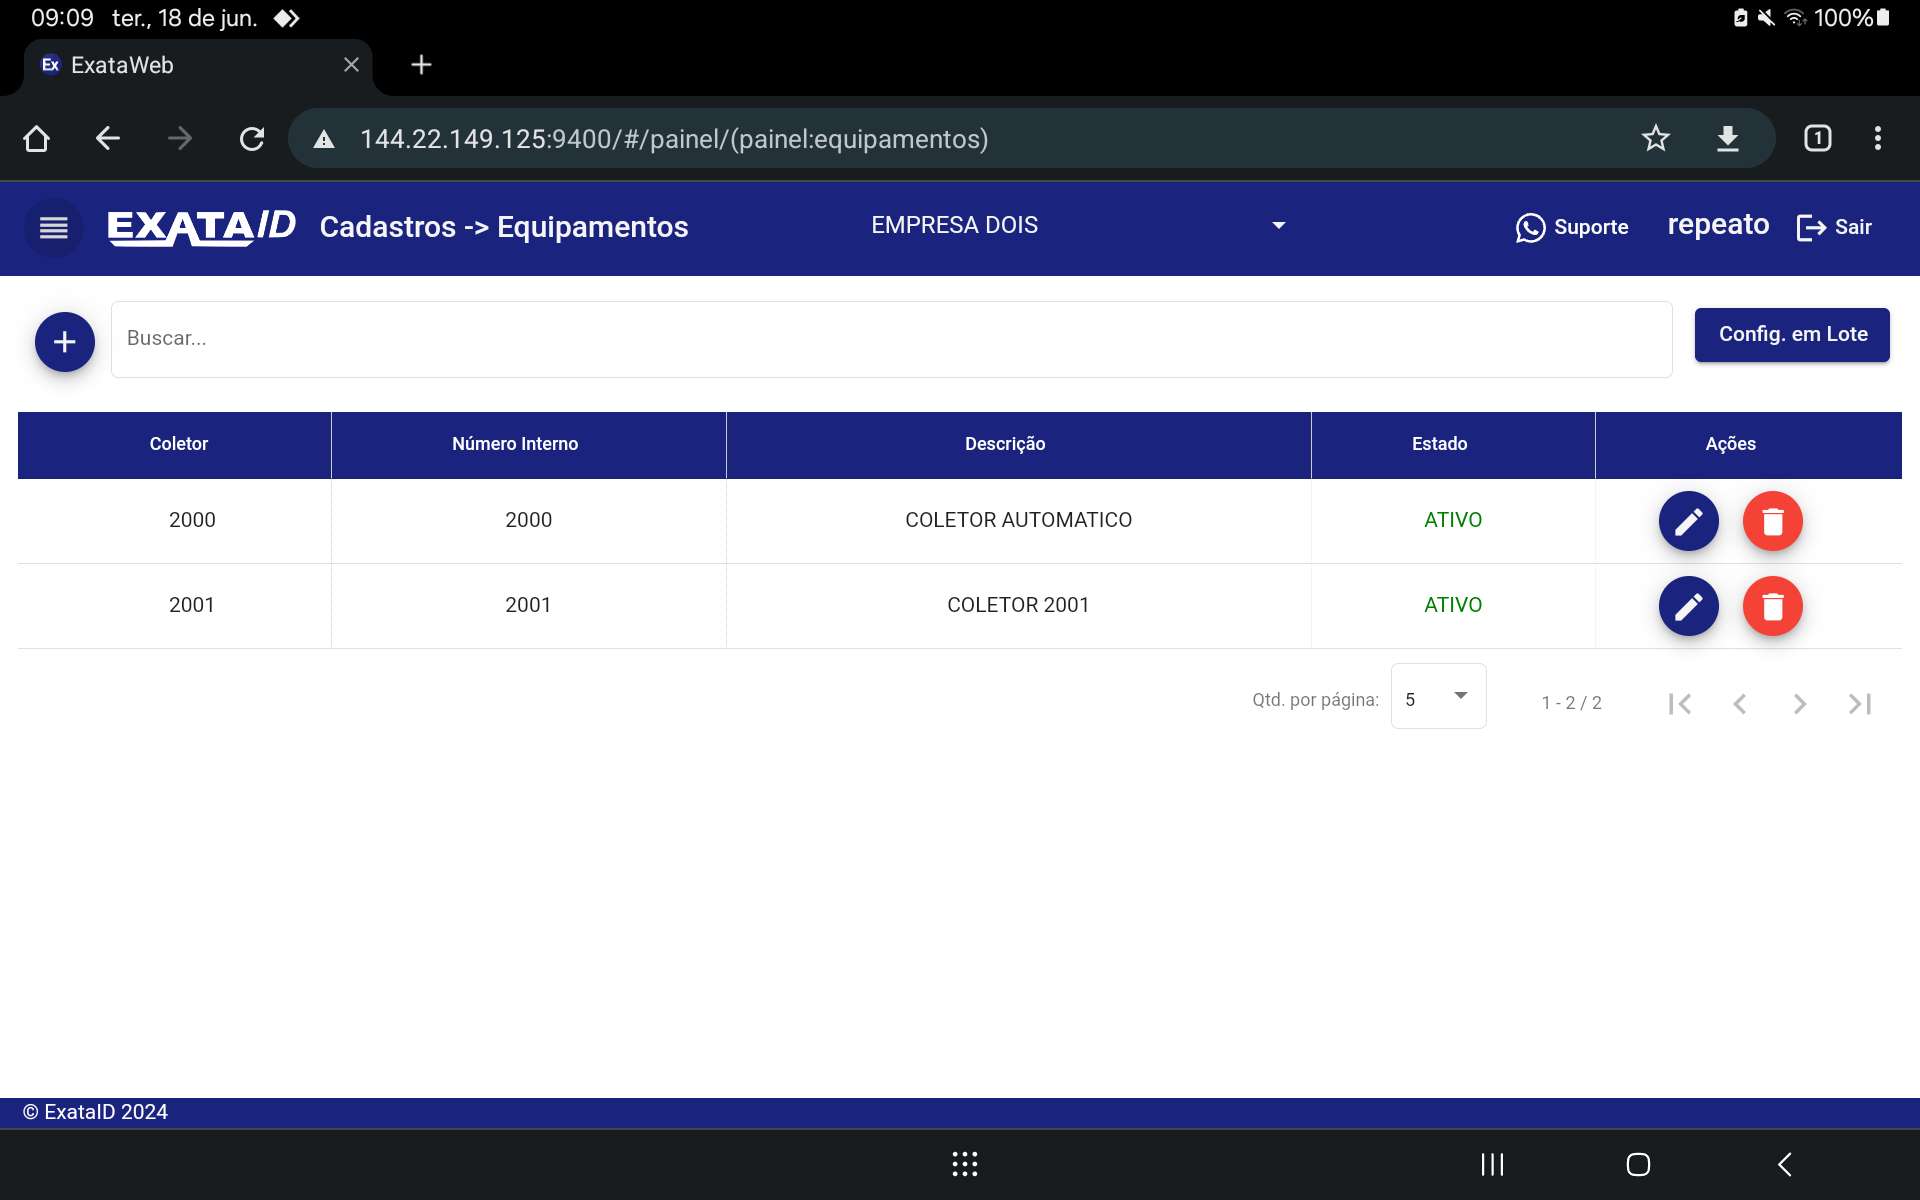 09:09 ter., 18 de jun. 100%
Ex ExataWeb
144.22.149.125:9400/#/painel/(painel:equipamentos) 1
EXATAID Cadastros -> Equipamentos EMPRESA DOIS Suporte repeato Sair
+ Buscar... Config. em Lote
Coletor Número Interno Descrição Estado Ações
2000 2000 COLETOR AUTOMATICO ATIVO
2001 2001 COLETOR 2001 ATIVO
Qtd. por página: 5 1 - 2 / 2
© ExataID 2024